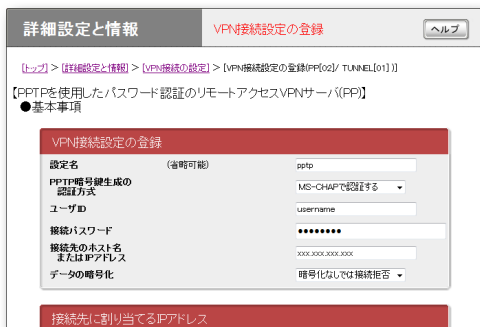 詳細設定と情報
VPN接続設定の登録
ヘルプ
[トップ] > [詳細設定と情報] > [VPN接続の設定] > [VPN接続設定の登録(PP[02]/ TUNNEL[01] )]
【PPTPを使用したパスワード認証のリモートアクセスVPNサーバ(PP)】
●基本事項
VPN接続設定の登録
設定名 (省略可能) pptp
PPTP暗号鍵生成の
認証方式 MS-CHAPで認証する
ユーザID username
接続パスワード ●●●●●●●●
接続先のホスト名
またはIPアドレス xxx.xxx.xxx.xxx
データの暗号化 暗号化なしでは接続拒否
接続先に割り当てるIPアドレス